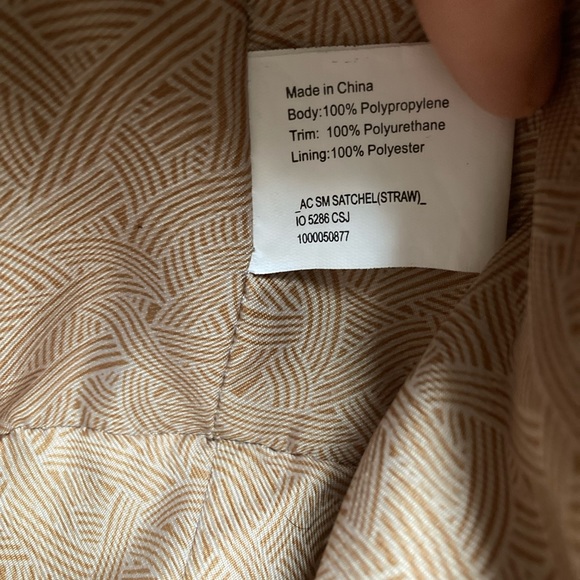 Made in China
Body:100% Polypropylene
Trim: 100% Polyurethane
Lining:100% Polyester
_AC SM SATCHEL(STRAW)_
IO 5286 CSJ
1000050877